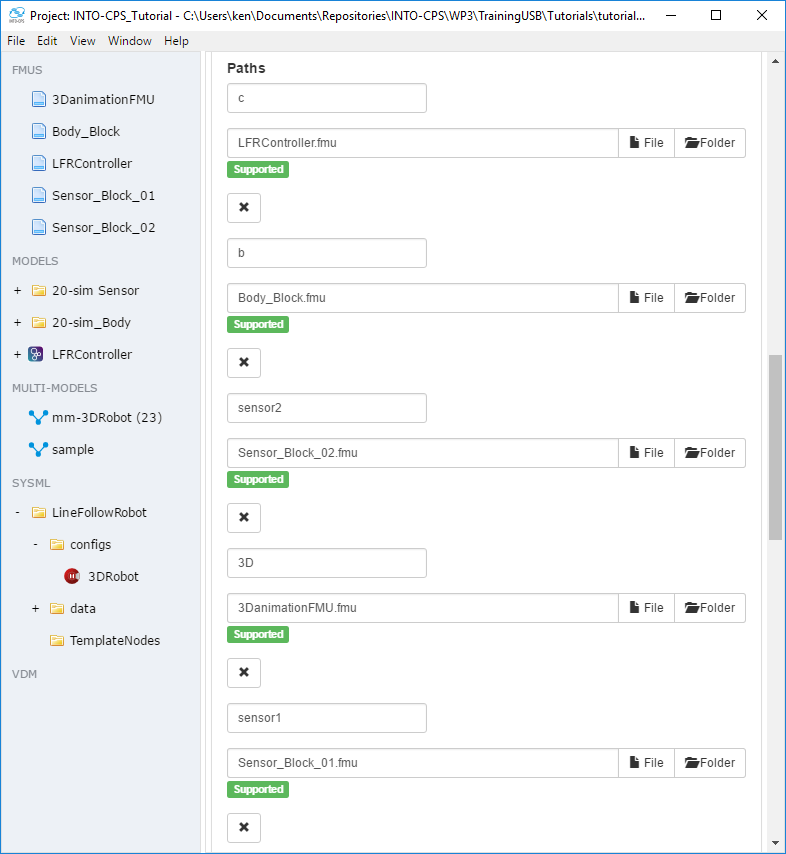 Project: INTO-CPS_Tutorial - C:\Users\ken\Documents\Repositories\INTO-CPS\WP3\TrainingUSB\Tutorials\tutorial...
File Edit View Window Help
FMUS
3DanimationFMU
Body_Block
LFRController
Sensor_Block_01
Sensor_Block_02
MODELS
+ 20-sim Sensor
+ 20-sim_Body
+ LFRController
MULTI-MODELS
mm-3DRobot (23)
sample
SYSML
- LineFollowRobot
- configs
3DRobot
+ data
TemplateNodes
VDM
Paths
c
LFRController.fmu File Folder
Supported
b
Body_Block.fmu File Folder
Supported
sensor2
Sensor_Block_02.fmu File Folder
Supported
3D
3DanimationFMU.fmu File Folder
Supported
sensor1
Sensor_Block_01.fmu File Folder
Supported